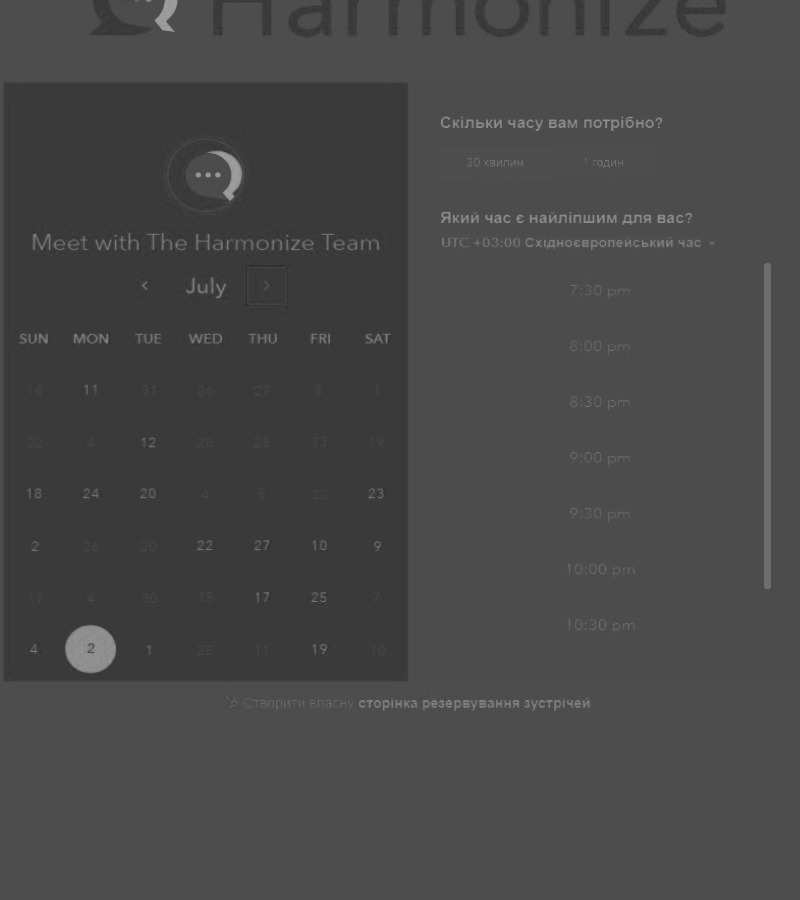 Harmonize
Meet with The Harmonize Team
July
SUN MON TUE WED THU FRI SAT
14 11 31 26 27 5 1
22 4 12 28 25 13 19
18 24 20 4 5 22 23
2 26 20 22 27 10 9
17 4 30 15 17 25 7
4 2 1 28 11 19 10
Скільки часу вам потрібно?
30 хвилин 1 годин
Який час є найліпшим для вас?
UTC +03:00 Східноєвропейський час
7:30 pm
8:00 pm
8:30 pm
9:00 pm
9:30 pm
10:00 pm
10:30 pm
Створити власну сторінка резервування зустрічей